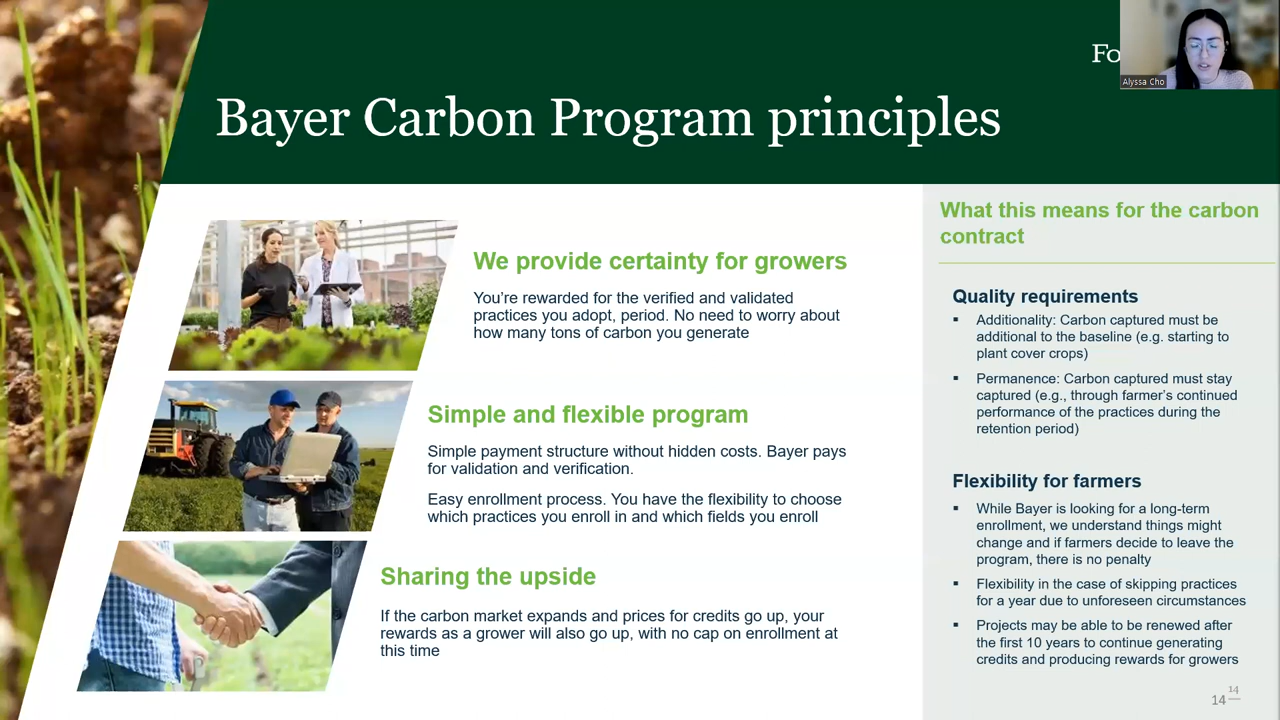 Fo
Alyssa Cho
Bayer Carbon Program principles
We provide certainty for growers
You’re rewarded for the verified and validated
practices you adopt, period. No need to worry about
how many tons of carbon you generate
Simple and flexible program
Simple payment structure without hidden costs. Bayer pays
for validation and verification.
Easy enrollment process. You have the flexibility to choose
which practices you enroll in and which fields you enroll
Sharing the upside
If the carbon market expands and prices for credits go up, your
rewards as a grower will also go up, with no cap on enrollment at
this time
What this means for the carbon
contract
Quality requirements
▪ Additionality: Carbon captured must be
additional to the baseline (e.g. starting to
plant cover crops)
▪ Permanence: Carbon captured must stay
captured (e.g., through farmer’s continued
performance of the practices during the
retention period)
Flexibility for farmers
▪ While Bayer is looking for a long-term
enrollment, we understand things might
change and if farmers decide to leave the
program, there is no penalty
▪ Flexibility in the case of skipping practices
for a year due to unforeseen circumstances
▪ Projects may be able to be renewed after
the first 10 years to continue generating
credits and producing rewards for growers
14
14